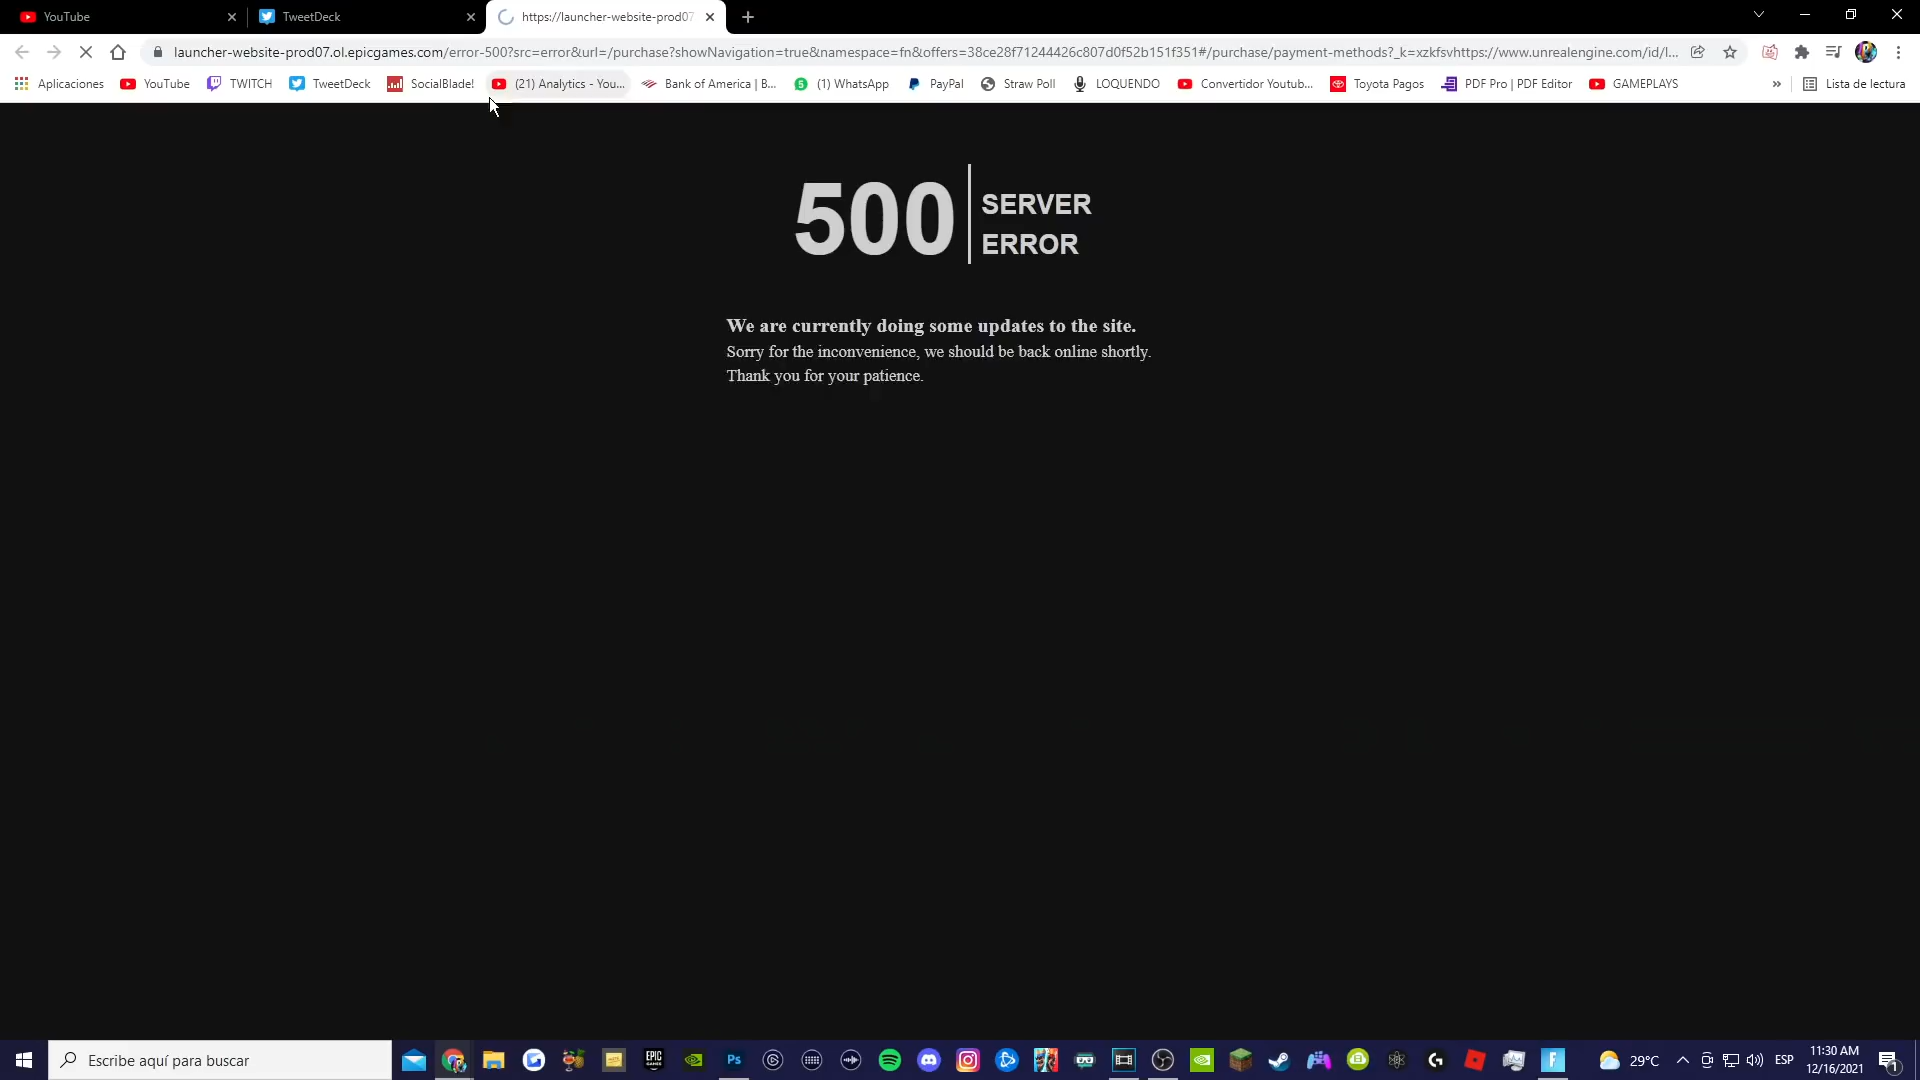 YouTube
TweetDeck
https://launcher-website-prod07
launcher-website-prod07.ol.epicgames.com/error-500?src=error&url=/purchase?showNavigation=true&namespace=fn&offers=38ce28f71244426c807d0f52b151f351#/purchase/payment-methods?_k=xzkfsvhttps://www.unrealengine.com/id/l...
Aplicaciones
YouTube
TWITCH
TweetDeck
SocialBlade!
(21) Analytics - You...
Bank of America | B...
(1) WhatsApp
PayPal
Straw Poll
LOQUENDO
Convertidor Youtub...
Toyota Pagos
PDF Pro | PDF Editor
GAMEPLAYS
»
Lista de lectura
500
SERVER
ERROR
We are currently doing some updates to the site.
Sorry for the inconvenience, we should be back online shortly.
Thank you for your patience.
Escribe aquí para buscar
EPIC
GAMES
Ps
29°C
ESP
11:30 AM
12/16/2021
1